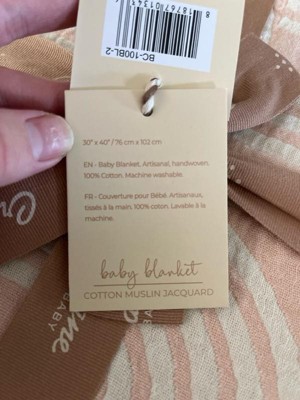 BC-100BL-2
30" x 40" / 76 cm x 102 cm
EN - Baby Blanket, Artisanal, handwoven.
100% Cotton. Machine washable.
FR - Couverture pour Bébé. Artisanaux,
tissés à la main. 100% coton. Lavable à la
machine.
baby blanket
COTTON MUSLIN JACQUARD
BABY